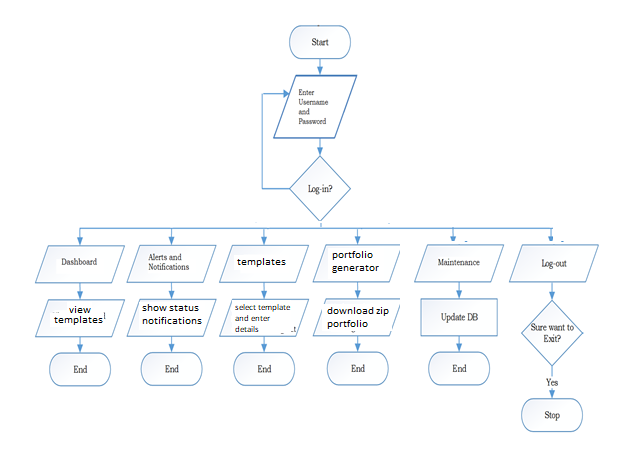 Start
Enter
Username
and
Password
Log-in?
Dashboard
Alerts and
Notifications
templates
portfolio
generator
Maintenance
Log-out
view
templates
show status
notifications
select template
and enter
details
download zip
portfolio
Update DB
Sure want to
Exit?
End
End
End
End
End
Yes
Stop